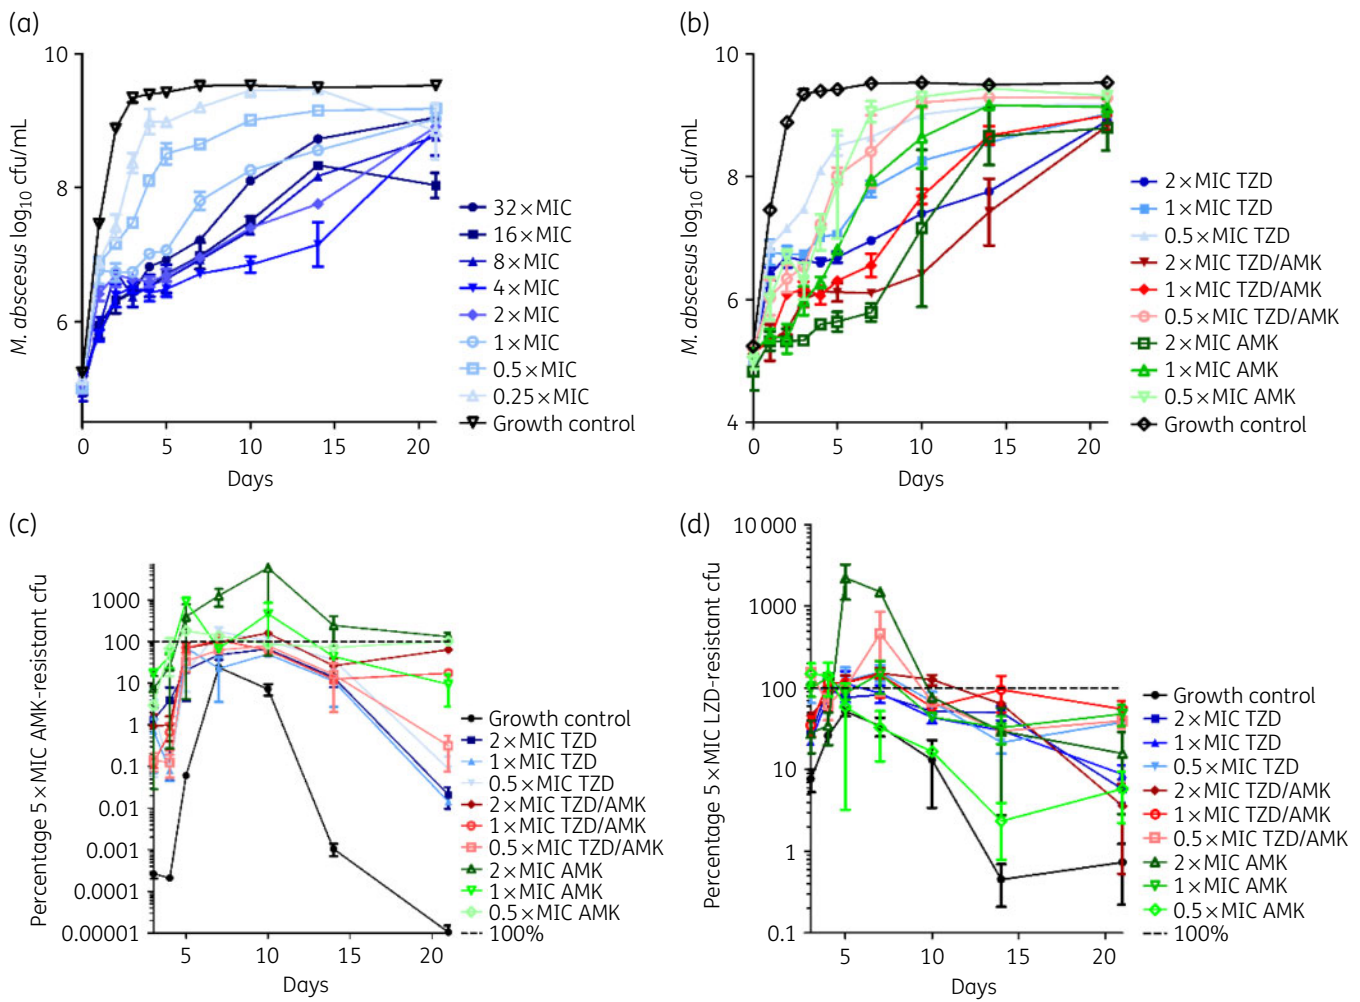 (a)
10
8
6
M. abscesus log10 cfu/mL
0
5
10
15
20
Days
32×MIC
16×MIC
8×MIC
4×MIC
2×MIC
1×MIC
0.5×MIC
0.25×MIC
Growth control
(b)
10
8
6
4
M. abscesus log10 cfu/mL
0
5
10
15
20
Days
2×MIC TZD
1×MIC TZD
0.5×MIC TZD
2×MIC TZD/AMK
1×MIC TZD/AMK
0.5×MIC TZD/AMK
2×MIC AMK
1×MIC AMK
0.5×MIC AMK
Growth control
(c)
1000
100
10
1
0.1
0.01
0.001
0.0001
0.00001
Percentage 5×MIC AMK-resistant cfu
5
10
15
20
Days
Growth control
2×MIC TZD
1×MIC TZD
0.5×MIC TZD
2×MIC TZD/AMK
1×MIC TZD/AMK
0.5×MIC TZD/AMK
2×MIC AMK
1×MIC AMK
0.5×MIC AMK
100%
(d)
10 000
1000
100
10
1
0.1
Percentage 5×MIC LZD-resistant cfu
5
10
15
20
Days
Growth control
2×MIC TZD
1×MIC TZD
0.5×MIC TZD
2×MIC TZD/AMK
1×MIC TZD/AMK
0.5×MIC TZD/AMK
2×MIC AMK
1×MIC AMK
0.5×MIC AMK
100%